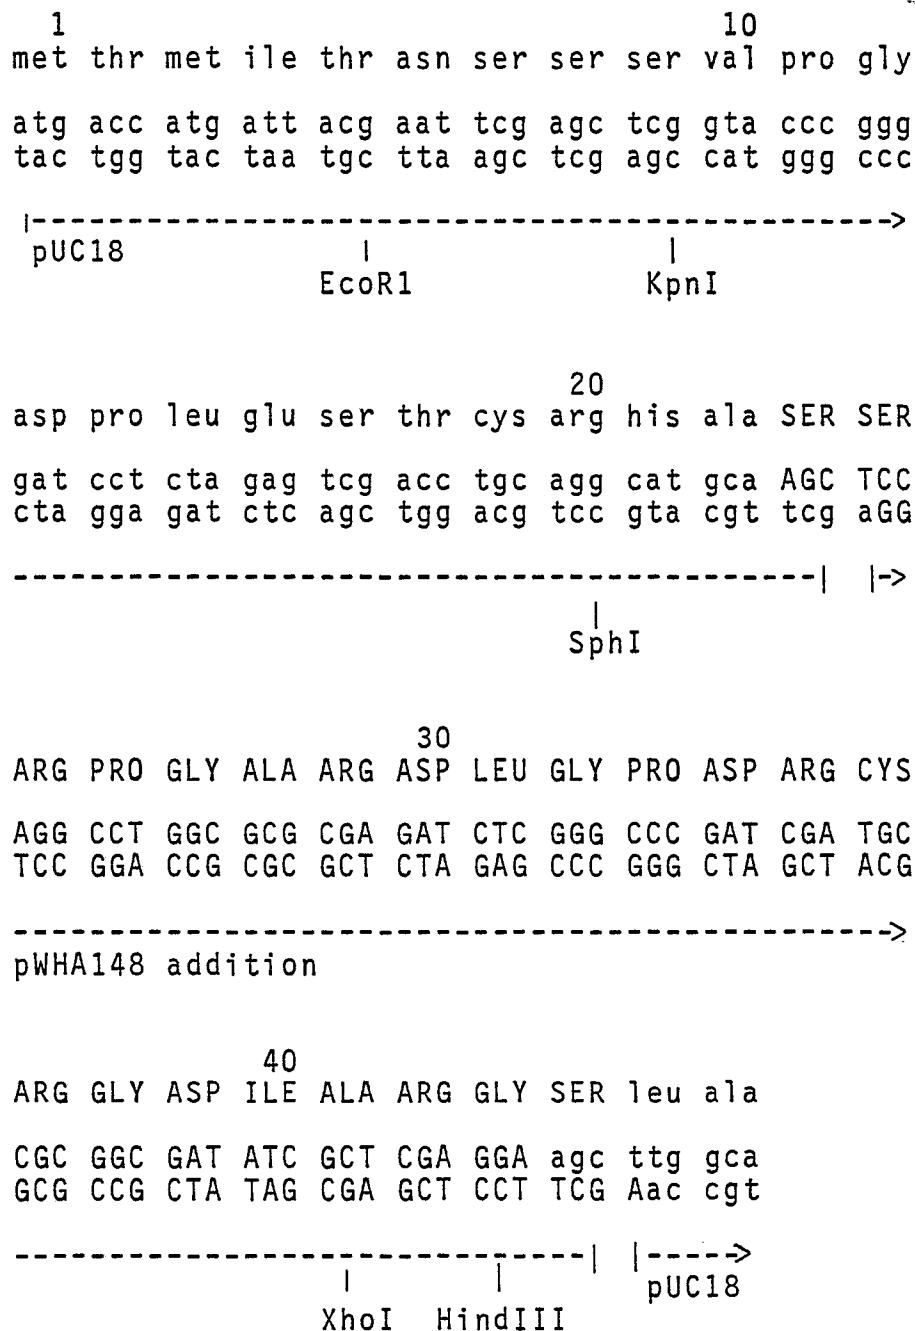 1 10
met thr met ile thr asn ser ser ser val pro gly
atg acc atg att acg aat tcg agc tcg gta ccc ggg
tac tgg tac taa tgc tta agc tcg agc cat ggg ccc
|--------------------------------------------->
pUC18 | |
EcoR1 KpnI
20
asp pro leu glu ser thr cys arg his ala SER SER
gat cct cta gag tcg acc tgc agg cat gca AGC TCC
cta gga gat ctc agc tgg acg tcc gta cgt tcg aGG
------------------------------------------| |->
|
SphI
30
ARG PRO GLY ALA ARG ASP LEU GLY PRO ASP ARG CYS
AGG CCT GGC GCG CGA GAT CTC GGG CCC GAT CGA TGC
TCC GGA CCG CGC GCT CTA GAG CCC GGG CTA GCT ACG
---------------------------------------------->
pWHA148 addition
40
ARG GLY ASP ILE ALA ARG GLY SER leu ala
CGC GGC GAT ATC GCT CGA GGA agc ttg gca
GCG CCG CTA TAG CGA GCT CCT TCG Aac cgt
------------------------------| |----->
| | pUC18
XhoI HindIII